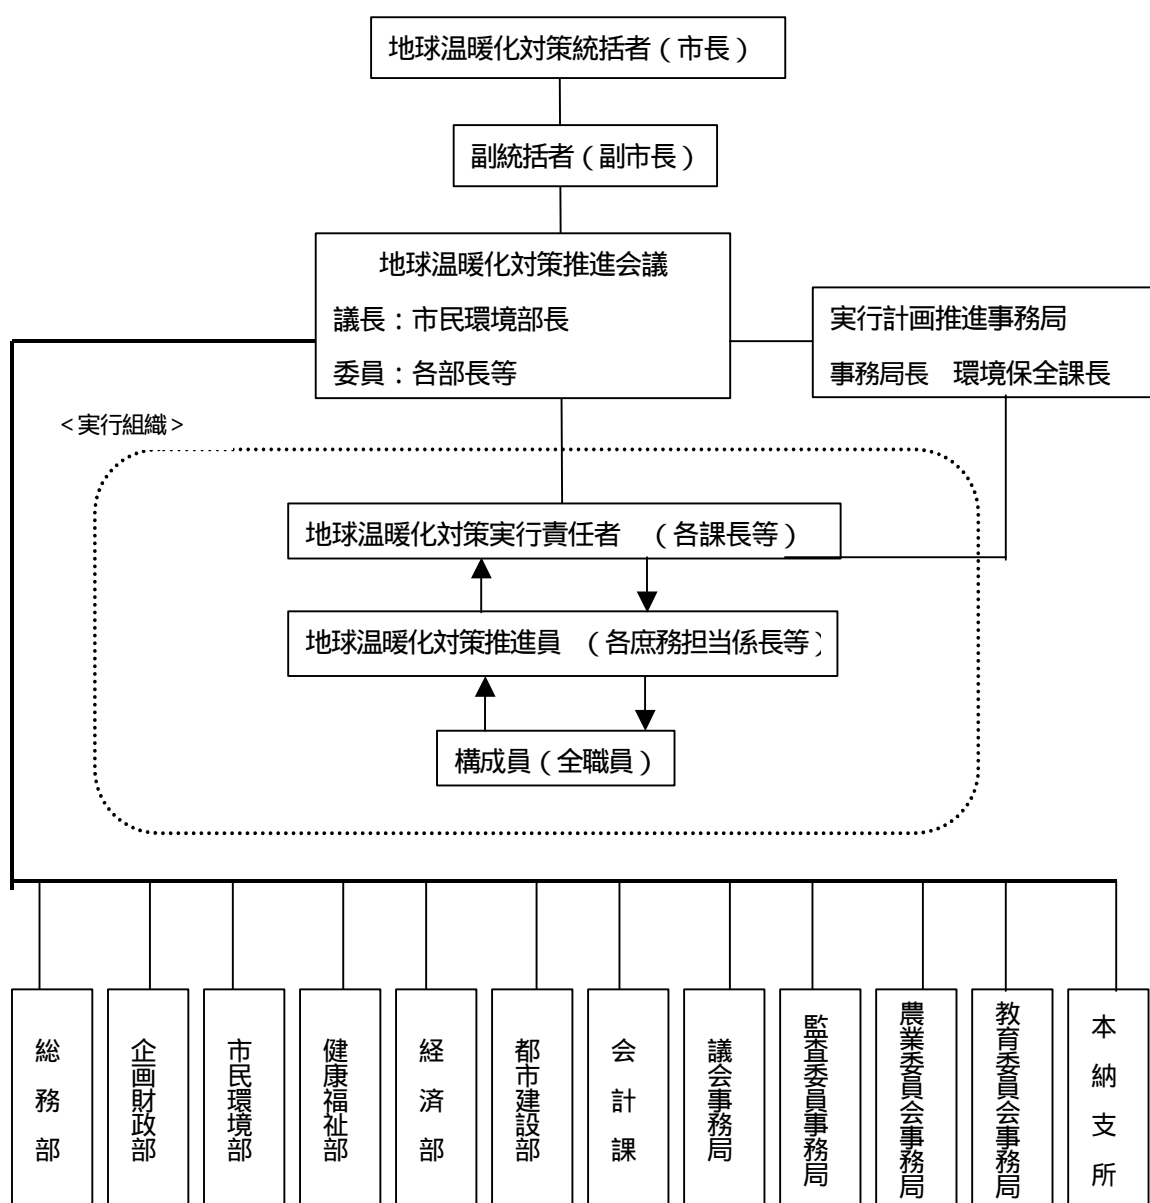 地球温暖化対策統括者（市長）
副統括者（副市長）
地球温暖化対策推進会議
議長：市民環境部長
委員：各部長等
実行計画推進事務局
事務局長　環境保全課長
<実行組織>
地球温暖化対策実行責任者　（各課長等）
地球温暖化対策推進員　（各庶務担当係長等）
構成員（全職員）
総務部
企画財政部
市民環境部
健康福祉部
経済部
都市建設部
会計課
議会事務局
監査委員事務局
農業委員会事務局
教育委員会事務局
本納支所